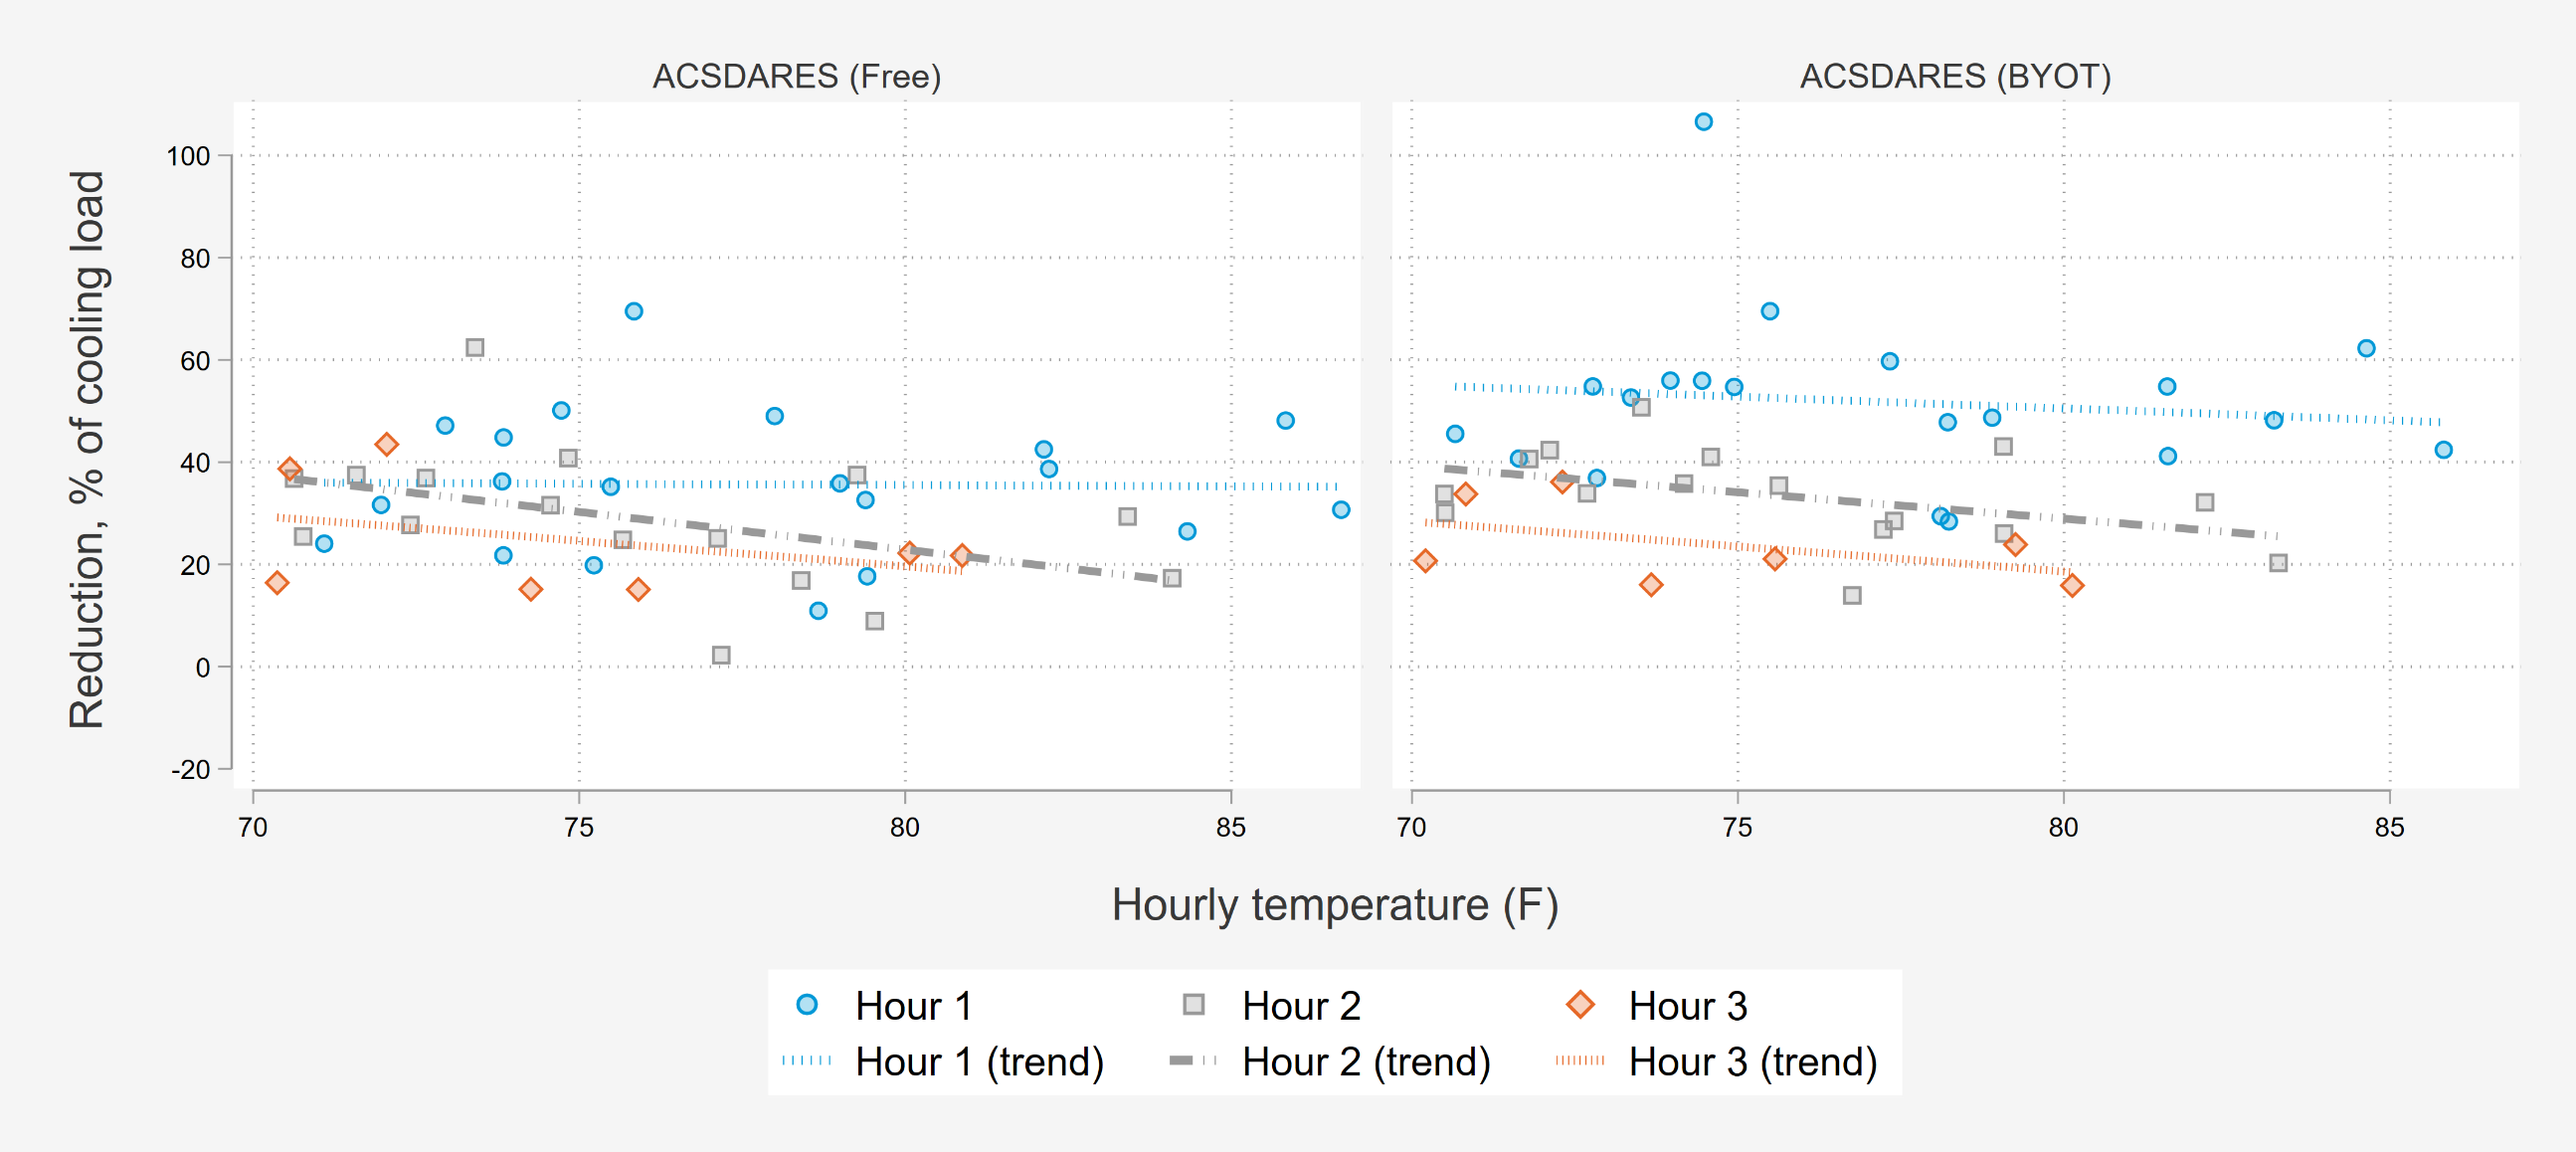 ACSDARES (Free)
ACSDARES (BYOT)
Reduction, % of cooling load
100
80
60
40
20
0
-20
70 75 80 85
70 75 80 85
Hourly temperature (F)
Hour 1 Hour 2 Hour 3
Hour 1 (trend) Hour 2 (trend) Hour 3 (trend)